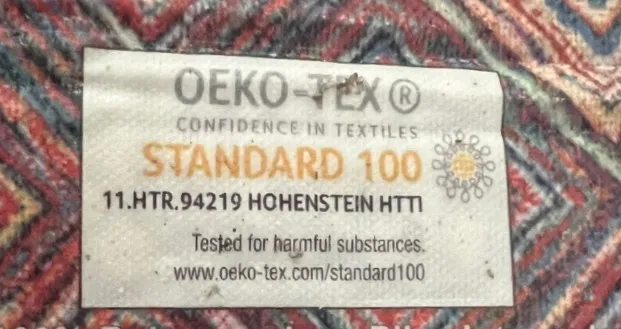 OEKO-TEX®
CONFIDENCE IN TEXTILES
STANDARD 100
11.HTR.94219 HOHENSTEIN HTTI
Tested for harmful substances.
www.oeko-tex.com/standard100